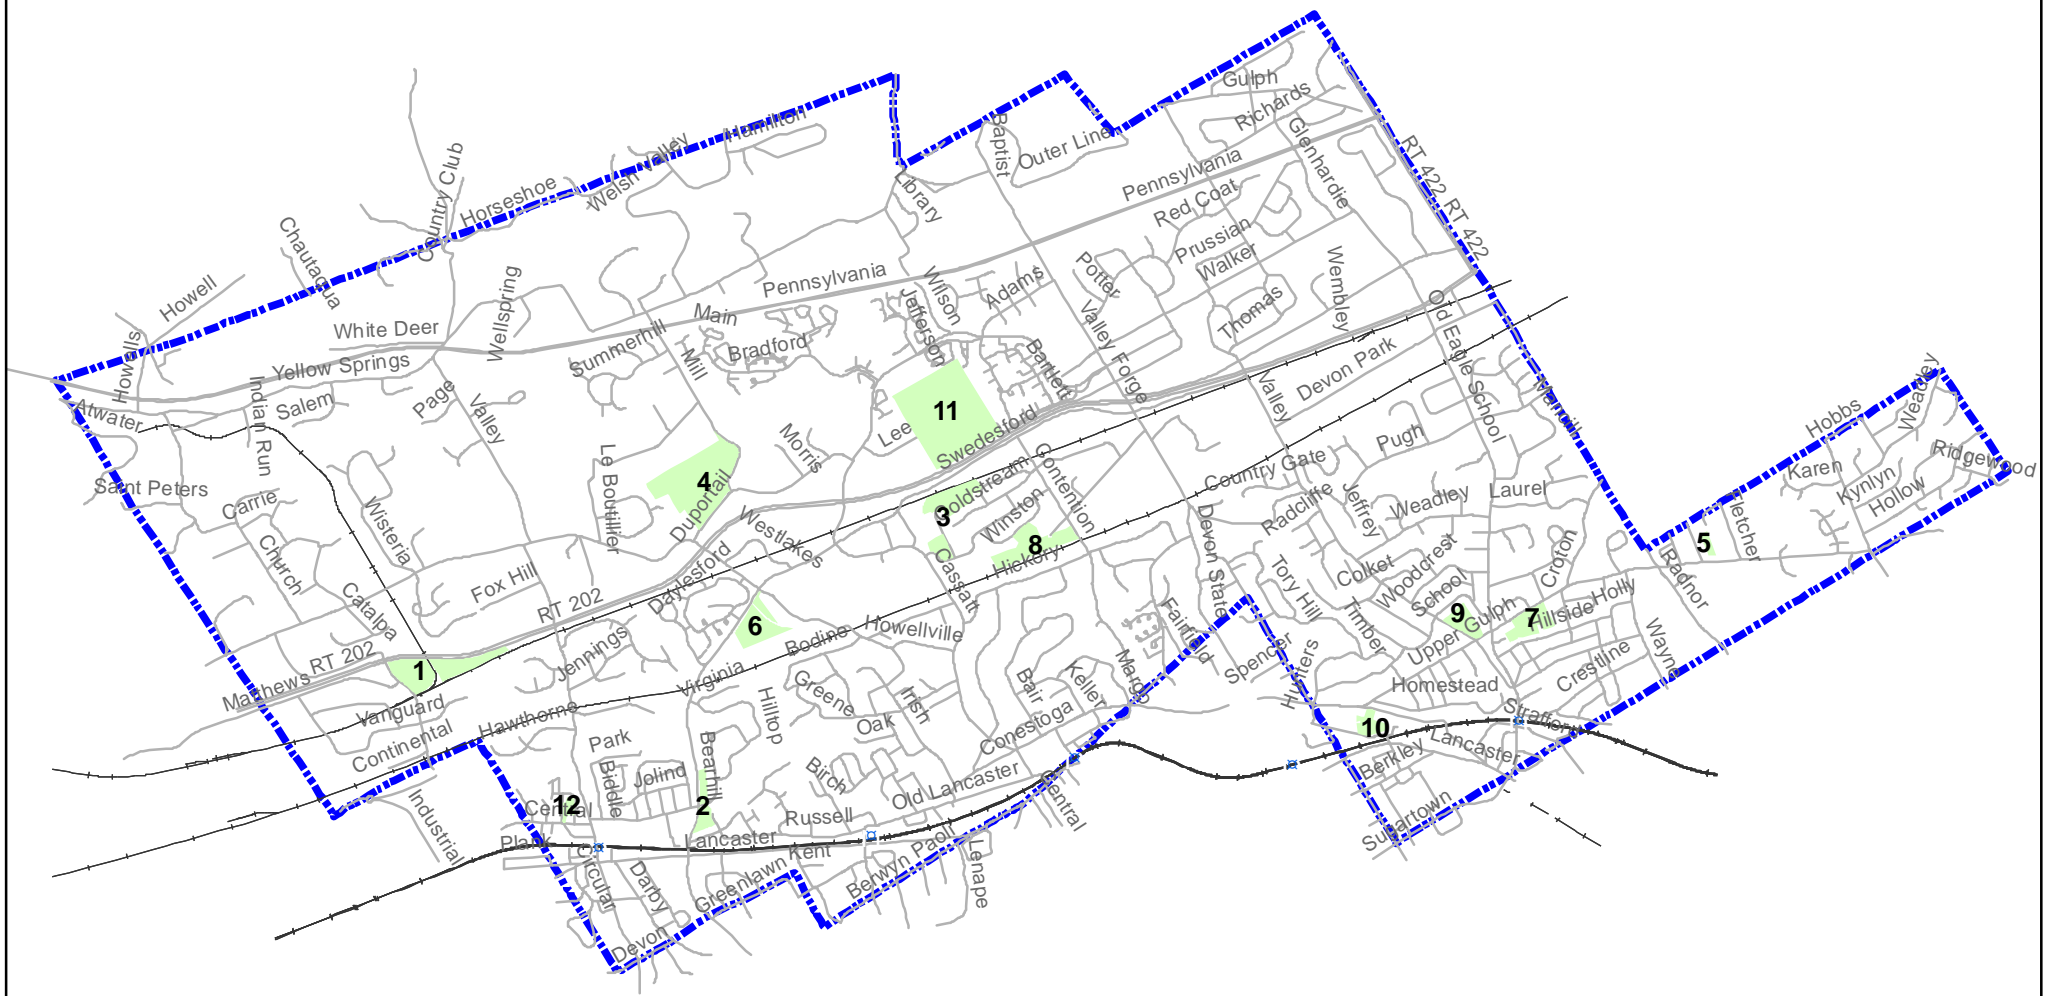 Gulph
Richards
Hamilton
Baptist
Outer Line
Glenhardie
RT 422
RT 422
Country Club
Horseshoe
Welsh Valley
Library
Pennsylvania
Red Coat
Chautaqua
Prussian
Walker
Howell
Wellspring
Pennsylvania
Wilson
Adams
Potter
Wembley
White Deer
Main
Jefferson
Thomas
Old Eagle School
Howells
Yellow Springs
Summerhill
Mill
Bradford
Bartlett
Valley Forge
Devon Park
Atwater
Indian Run
Salem
Page
Valley
11
Valley
Mancill
Weadley
Hobbs
Lee
Swedesford
Morris
Pugh
Ridgewood
Saint Peters
Le Boutillier
4
Duportail
Goldstream
Contention
Country Gate
Karen
Kynlyn
Hollow
Carrie
Wisteria
Westlakes
3
Winston
Radcliffe
Jeffrey
Weadley
Laurel
Fletcher
Church
8
Hickory
Devon State
5
Catalpa
Fox Hill
RT 202
Daylesford
Cassatt
Tory Hill
Colket
Woodcrest
School
Croton
Radnor
6
Howellville
Bodine
Fairfield
Timber
9
Gulph
7
Hillside
Holly
RT 202
1
Jennings
Virginia
Spencer
Upper
Wayne
Matthews
Vanguard
Hilltop
Greene
Irish
Bair
Keller
Margo
Hunters
Homestead
Crestline
Continental
Hawthorne
Park
Bearhill
Oak
Conestoga
10
Strafford
Lancaster
Biddle
Jolind
Birch
Old Lancaster
Central
Berkley
Industrial
12
Central
2
Russell
Sugartown
Plank
Lancaster
Kent
Circular
Darby
Greenlawn
Berwyn Paoli
Lenape
Devon